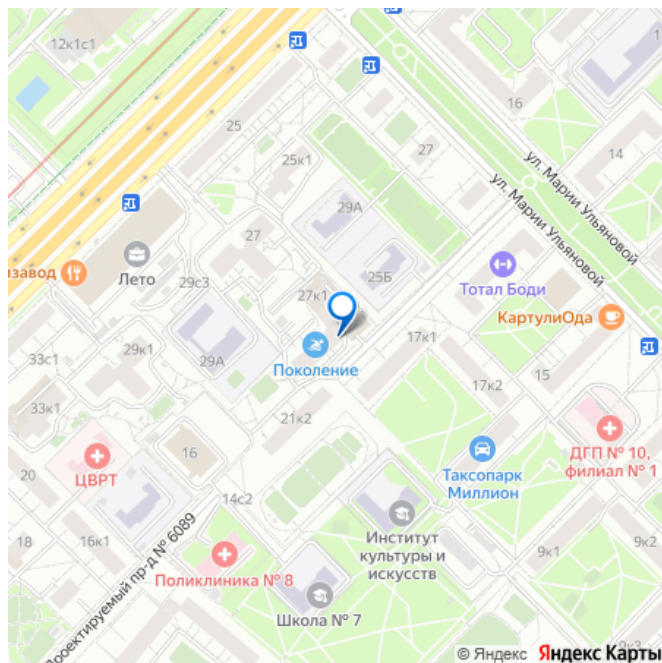 12к1с1
16
25
27
14
25к1
ул. Марии Ульяновой
ул. Марии Ульяновой
29А
27
изавод
Лето
29с3
25Б
Тотал Боди
27к1
КартулиОда
17к1
33с1
29к1
29А
Поколение
15
17к2
33к1
21к2
16
ДГП № 10,
филиал № 1
ЦВРТ
Таксопарк
Миллион
20
14с2
Институт
культуры и
искусств
18
16к1
9к1
9к2
Проектируемый пр-д № 6089
Поликлиника № 8
Школа № 7
9к3
© Яндекс Яндекс Карты